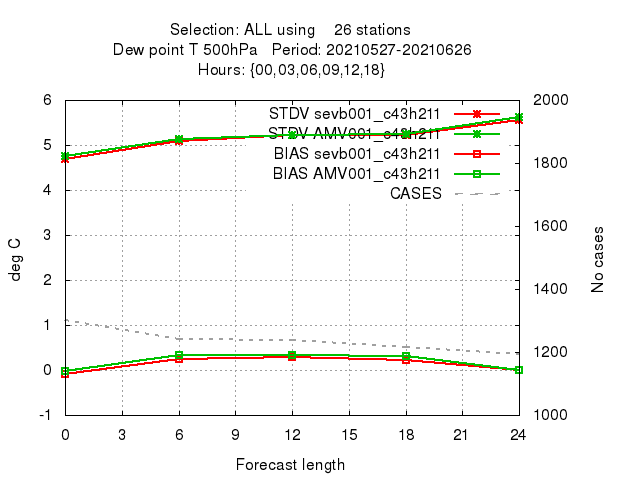 Selection: ALL using 26 stations
Dew point T 500hPa Period: 20210527-20210626
Hours: {00,03,06,09,12,18}
STDV sevb001_c43h211
STDV AMV001_c43h211
BIAS sevb001_c43h211
BIAS AMV001_c43h211
CASES
6
5
4
3
2
1
0
-1
deg C
2000
1800
1600
1400
1200
1000
No cases
0 3 6 9 12 15 18 21 24
Forecast length